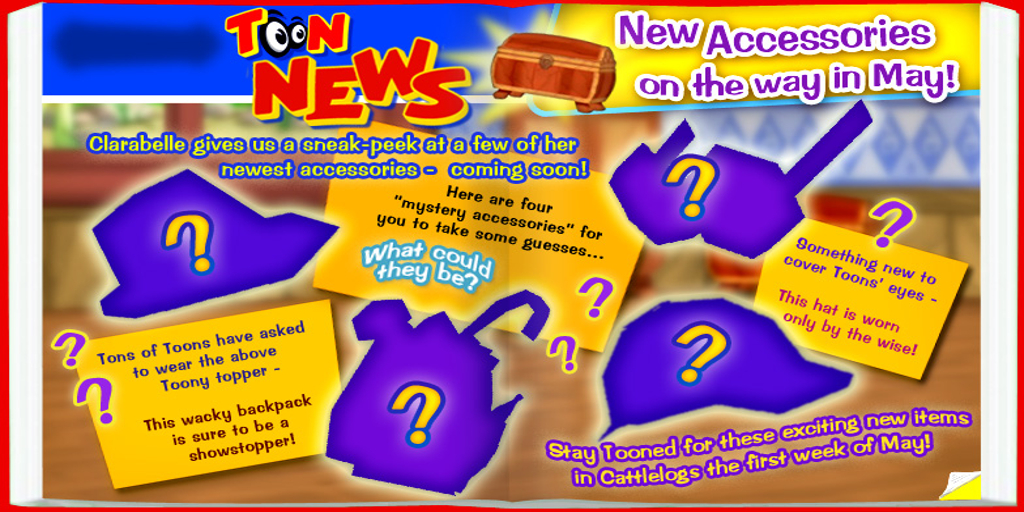 TOON
NEWS
New Accessories
on the way in May!
Clarabelle gives us a sneak-peek at a few of her
newest accessories - coming soon!
Here are four
"mystery accessories" for
you to take some guesses...
What could
they be?
?
?
?
?
?
?
?
?
?
Something new to
cover Toons' eyes -
This hat is worn
only by the wise!
Tons of Toons have asked
to wear the above
Toony topper -
This wacky backpack
is sure to be a
showstopper!
Stay Tooned for these exciting new items
in Cattlelogs the first week of May!